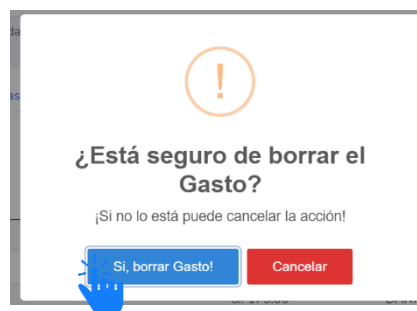 ¿Está seguro de borrar el
Gasto?
¡Si no lo está puede cancelar la acción!
Si, borrar Gasto!
Cancelar